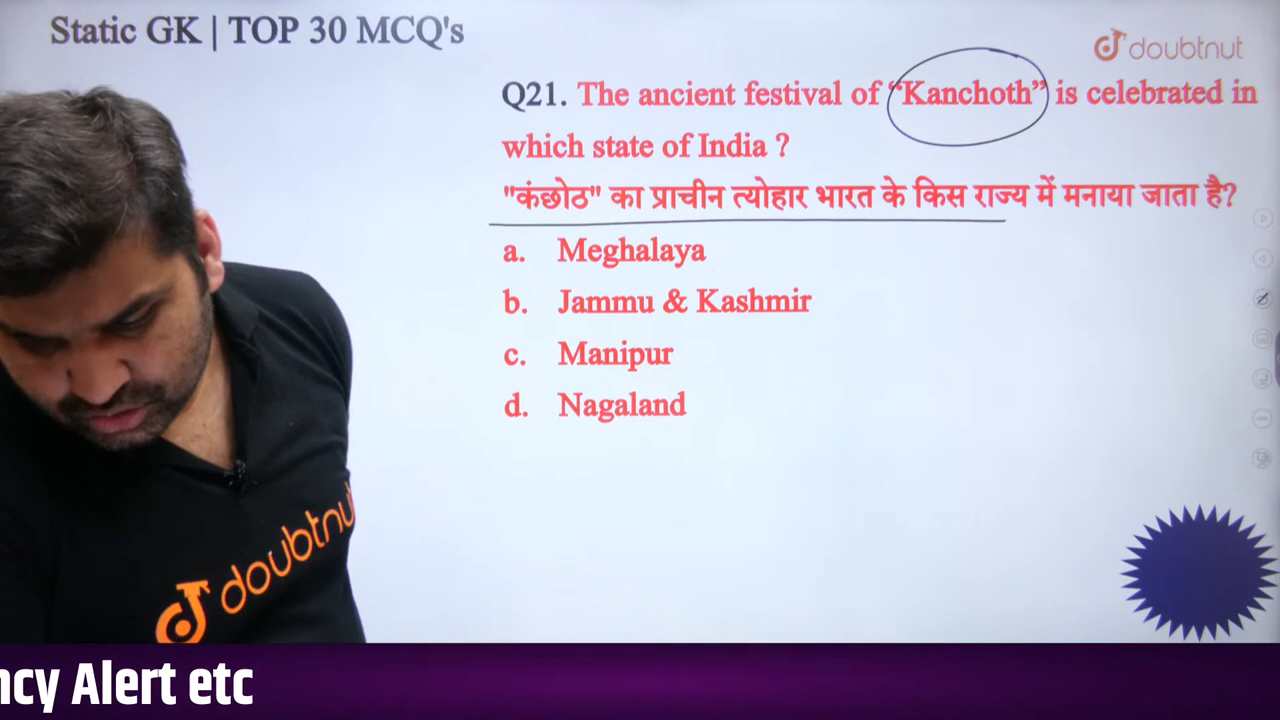 Static GK | TOP 30 MCQ's
doubtnut
Q21. The ancient festival of “Kanchoth” is celebrated in
which state of India ?
"कंछोठ" का प्राचीन त्योहार भारत के किस राज्य में मनाया जाता है?
a. Meghalaya
b. Jammu & Kashmir
c. Manipur
d. Nagaland
doubtnut
ncy Alert etc